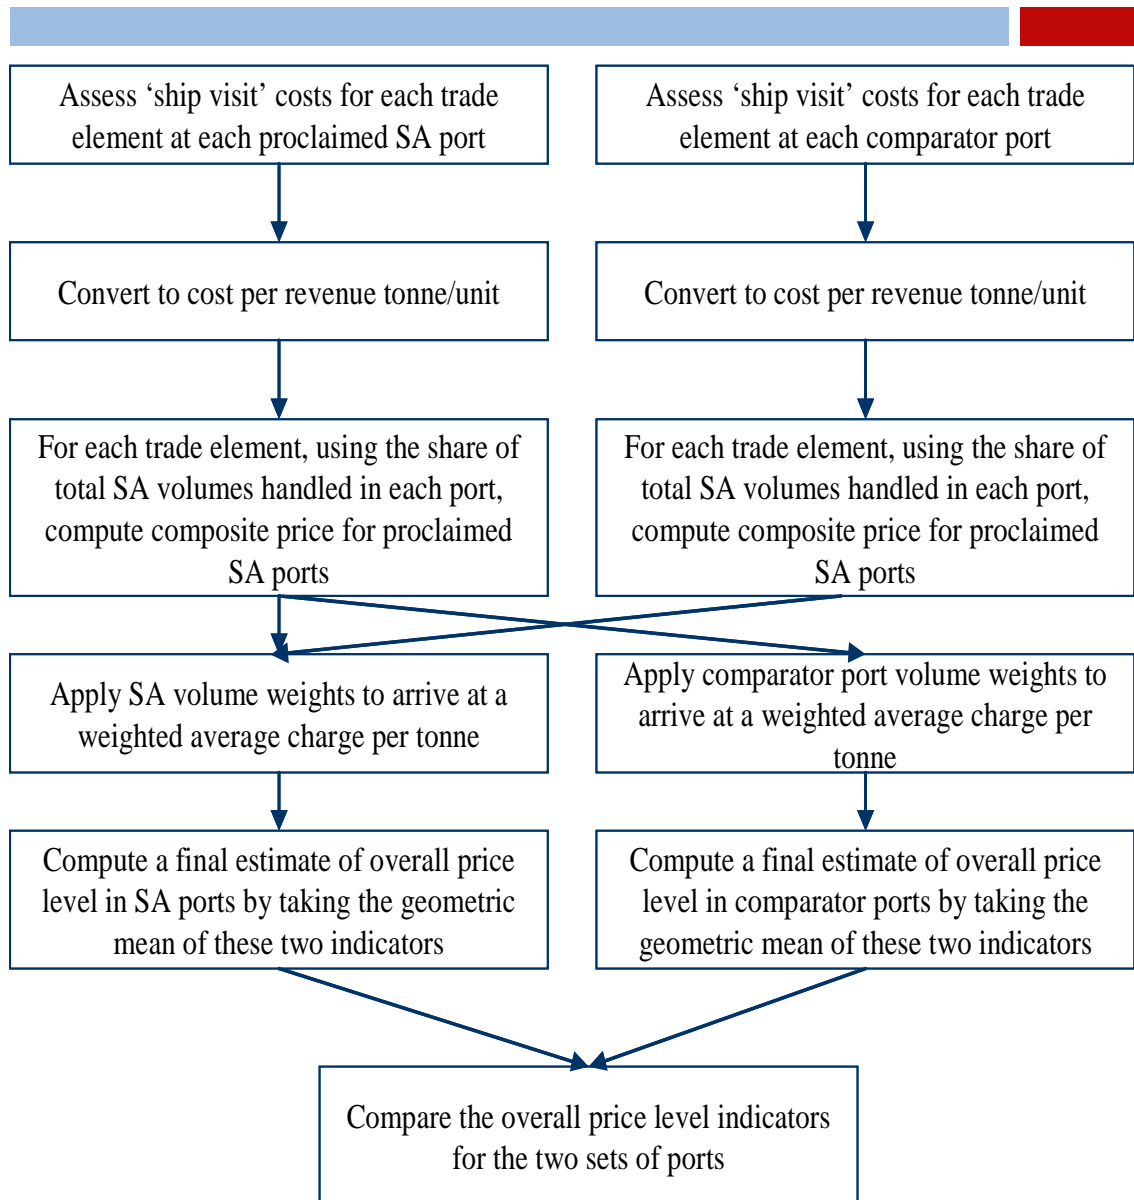 Assess ‘ship visit’ costs for each trade
element at each proclaimed SA port
Assess ‘ship visit’ costs for each trade
element at each comparator port
Convert to cost per revenue tonne/unit
Convert to cost per revenue tonne/unit
For each trade element, using the share of
total SA volumes handled in each port,
compute composite price for proclaimed
SA ports
For each trade element, using the share of
total SA volumes handled in each port,
compute composite price for proclaimed
SA ports
Apply SA volume weights to arrive at a
weighted average charge per tonne
Apply comparator port volume weights to
arrive at a weighted average charge per
tonne
Compute a final estimate of overall price
level in SA ports by taking the geometric
mean of these two indicators
Compute a final estimate of overall price
level in comparator ports by taking the
geometric mean of these two indicators
Compare the overall price level indicators
for the two sets of ports